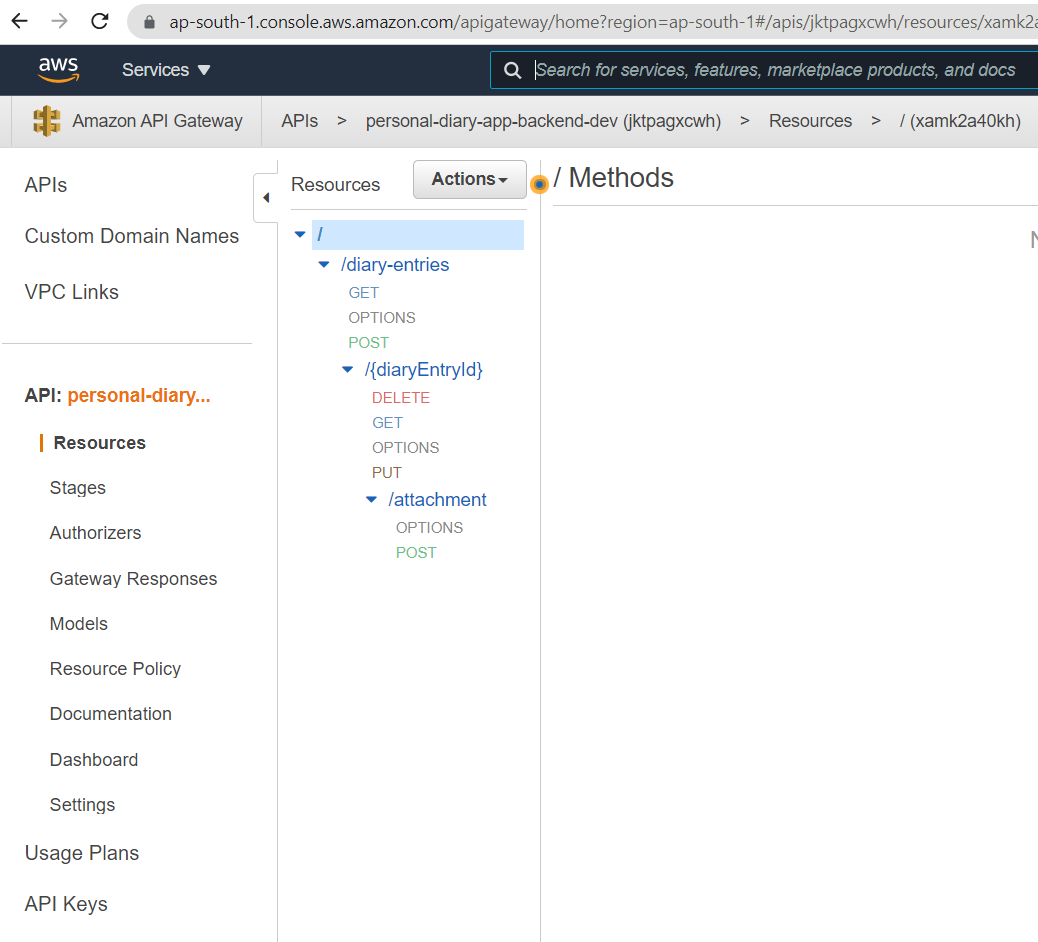 ap-south-1.console.aws.amazon.com/apigateway/home?region=ap-south-1#/apis/jktpagxcwh/resources/xamk2a
aws Services Search for services, features, marketplace products, and docs
Amazon API Gateway APIs > personal-diary-app-backend-dev (jktpagxcwh) > Resources > / (xamk2a40kh)
APIs
Custom Domain Names
VPC Links
API: personal-diary...
Resources
Stages
Authorizers
Gateway Responses
Models
Resource Policy
Documentation
Dashboard
Settings
Usage Plans
API Keys
Resources Actions
/
/diary-entries
GET
OPTIONS
POST
/{diaryEntryId}
DELETE
GET
OPTIONS
PUT
/attachment
OPTIONS
POST
/ Methods